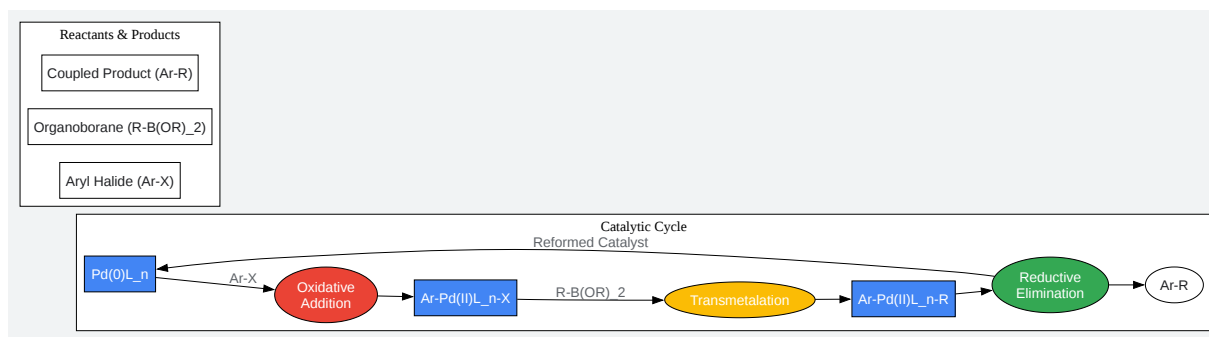 Reactants & Products
Coupled Product (Ar-R)
Organoborane (R-B(OR)_2)
Aryl Halide (Ar-X)
Catalytic Cycle
Reformed Catalyst
Pd(0)L_n
Ar-X
Oxidative
Addition
Ar-Pd(II)L_n-X
R-B(OR)_2
Transmetalation
Ar-Pd(II)L_n-R
Reductive
Elimination
Ar-R